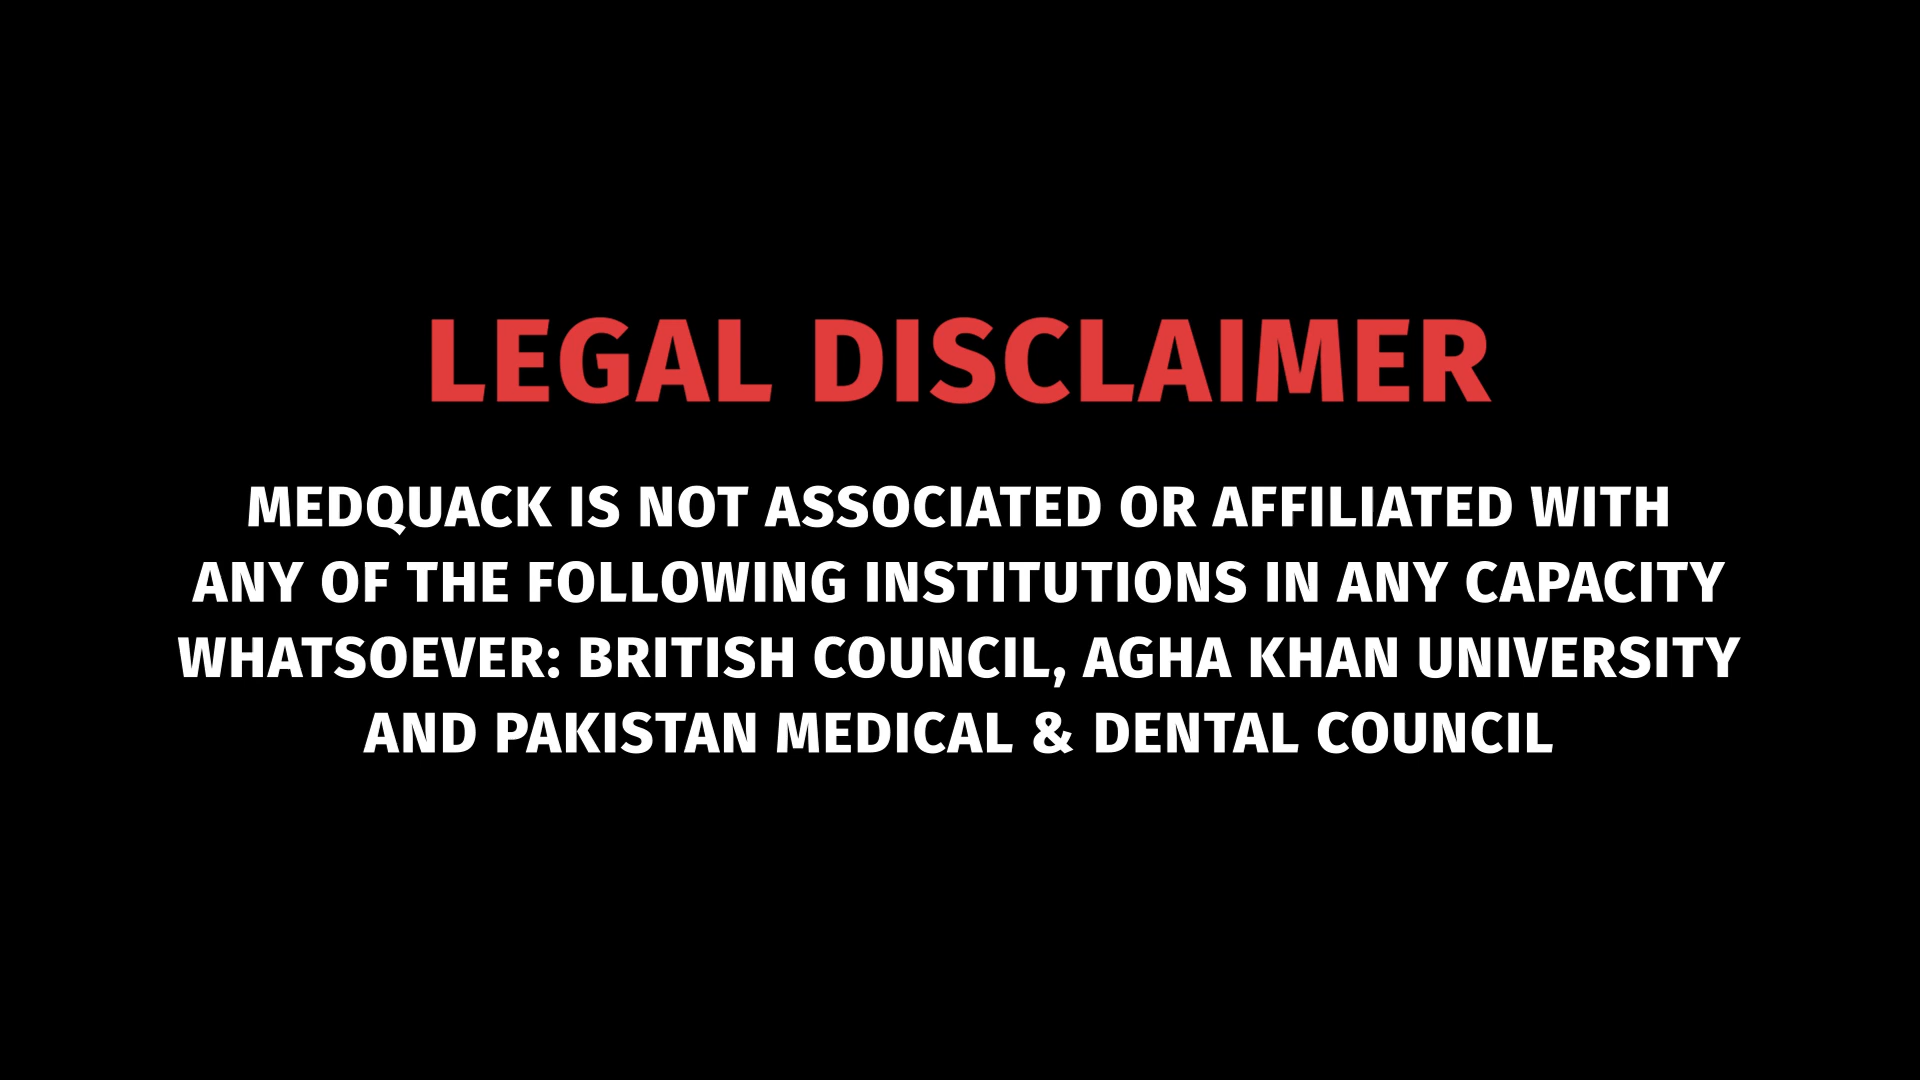 LEGAL DISCLAIMER
MEDQUACK IS NOT ASSOCIATED OR AFFILIATED WITH
ANY OF THE FOLLOWING INSTITUTIONS IN ANY CAPACITY
WHATSOEVER: BRITISH COUNCIL, AGHA KHAN UNIVERSITY
AND PAKISTAN MEDICAL & DENTAL COUNCIL